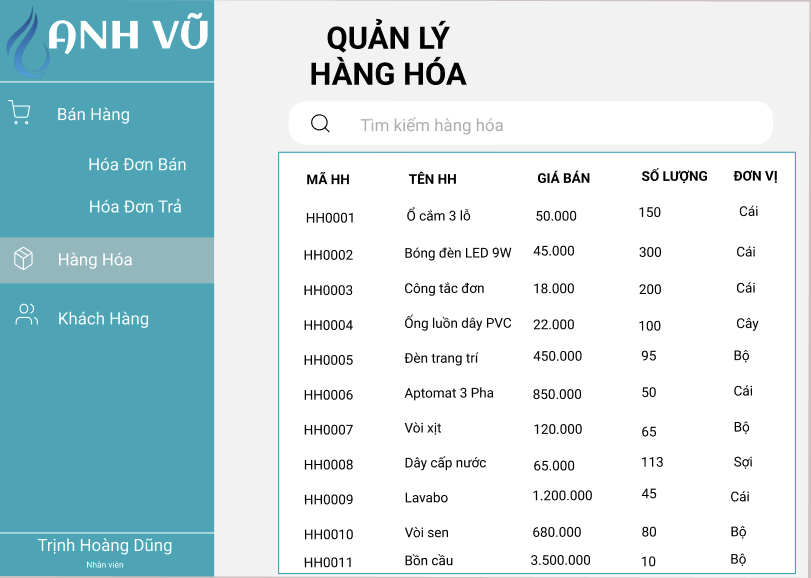 ANH VŨ
Bán Hàng
Hóa Đơn Bán
Hóa Đơn Trả
Hàng Hóa
Khách Hàng
Trịnh Hoàng Dũng
Nhân viên
QUẢN LÝ
HÀNG HÓA
Tìm kiếm hàng hóa
MÃ HH TÊN HH GIÁ BÁN SỐ LƯỢNG ĐƠN VỊ
HH0001 Ổ cắm 3 lỗ 50.000 150 Cái
HH0002 Bóng đèn LED 9W 45.000 300 Cái
HH0003 Công tắc đơn 18.000 200 Cái
HH0004 Ống luồn dây PVC 22.000 100 Cây
HH0005 Đèn trang trí 450.000 95 Bộ
HH0006 Aptomat 3 Pha 850.000 50 Cái
HH0007 Vòi xịt 120.000 65 Bộ
HH0008 Dây cấp nước 65.000 113 Sợi
HH0009 Lavabo 1.200.000 45 Cái
HH0010 Vòi sen 680.000 80 Bộ
HH0011 Bồn cầu 3.500.000 10 Bộ